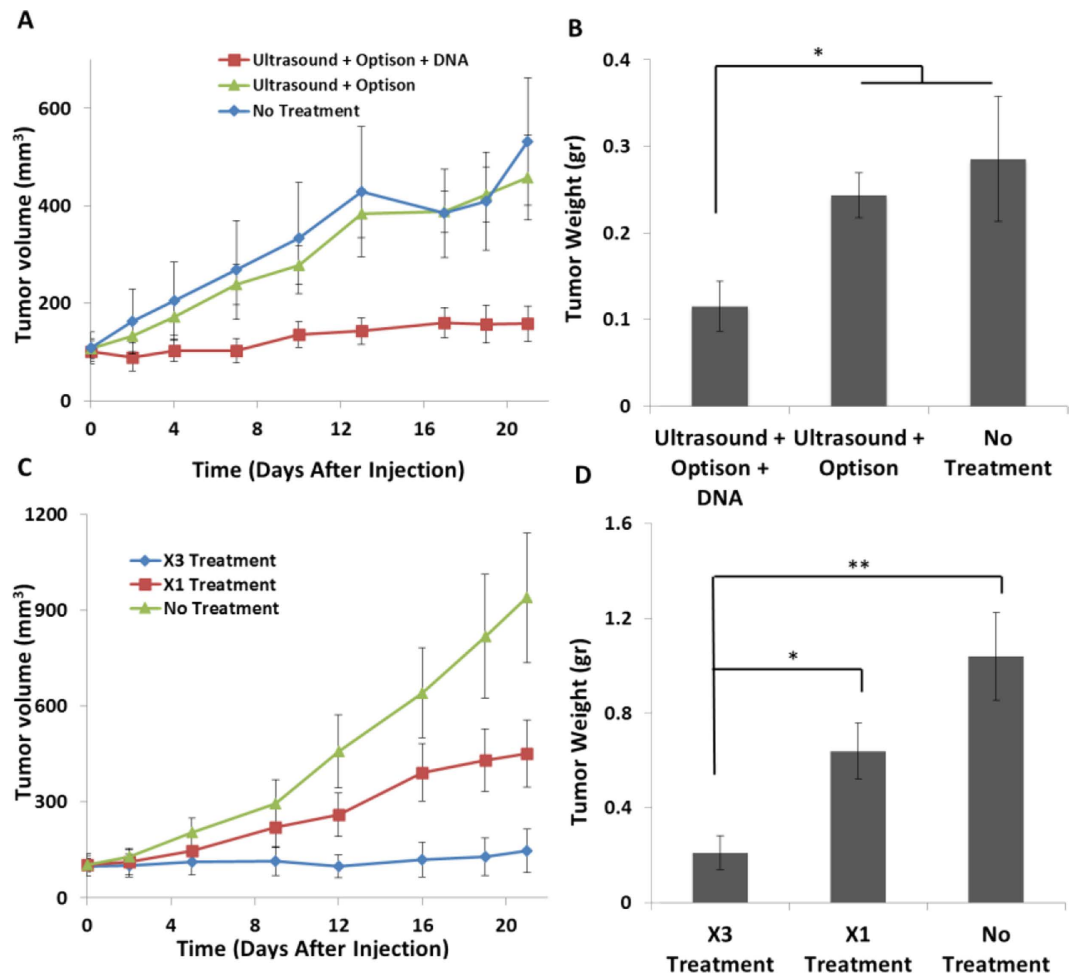 A
Ultrasound + Optison + DNA
Ultrasound + Optison
No Treatment
Tumor volume (mm³)
600
400
200
0
0 4 8 12 16 20
Time (Days After Injection)
B
*
Tumor Weight (gr)
0.4
0.3
0.2
0.1
0
Ultrasound + Ultrasound + No
Optison + Optison Treatment
DNA
C
X3 Treatment
X1 Treatment
No Treatment
Tumor volume (mm³)
1200
900
600
300
0
0 4 8 12 16 20
Time (Days After Injection)
D
**
*
Tumor Weight (gr)
1.6
1.2
0.8
0.4
0
X3 X1 No
Treatment Treatment Treatment